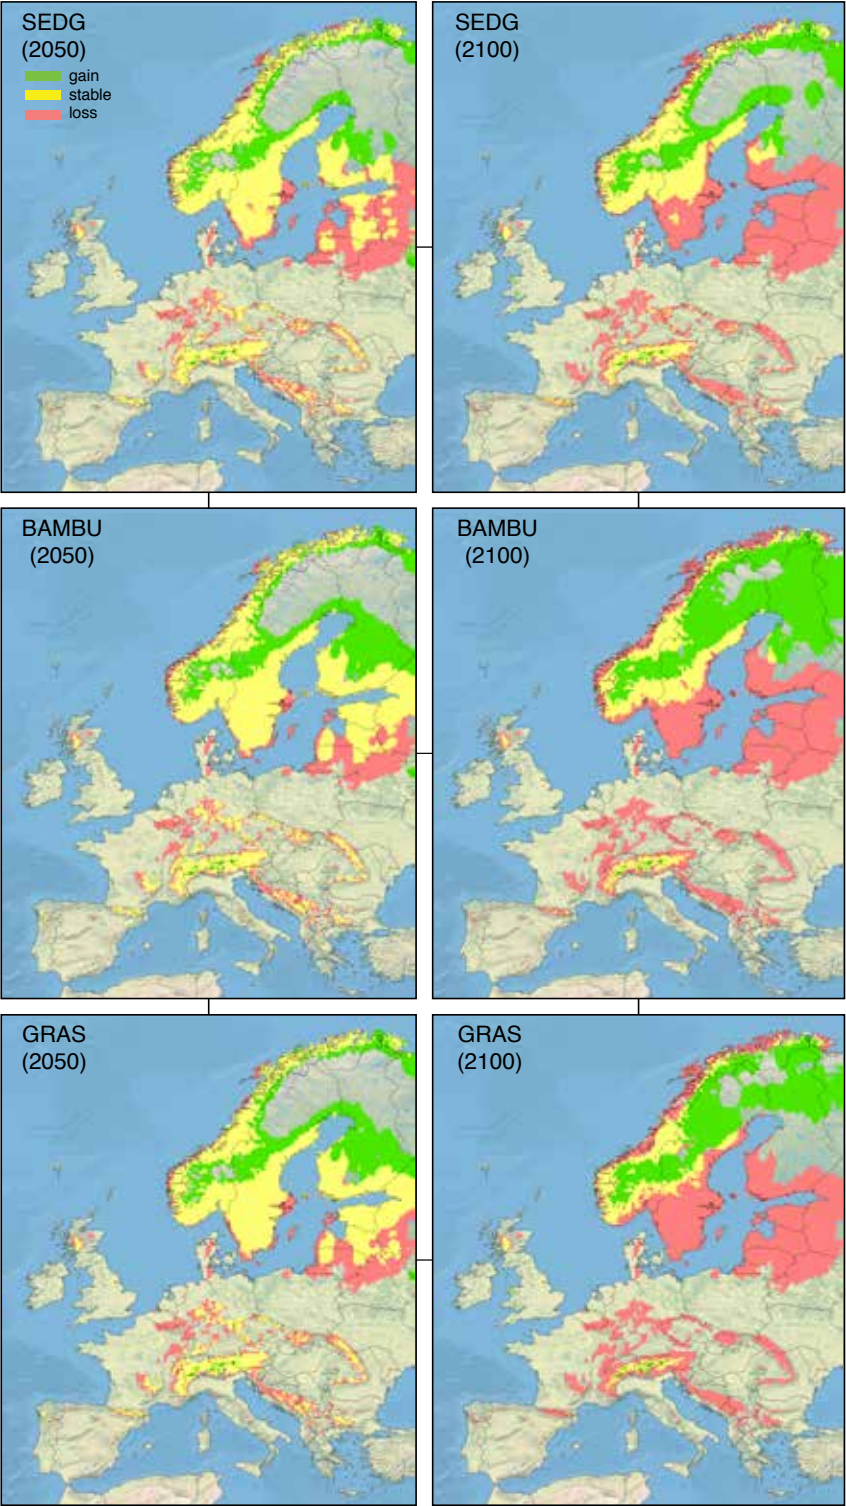 SEDG
(2050)
gain
stable
loss
SEDG
(2100)
BAMBU
(2050)
BAMBU
(2100)
GRAS
(2050)
GRAS
(2100)